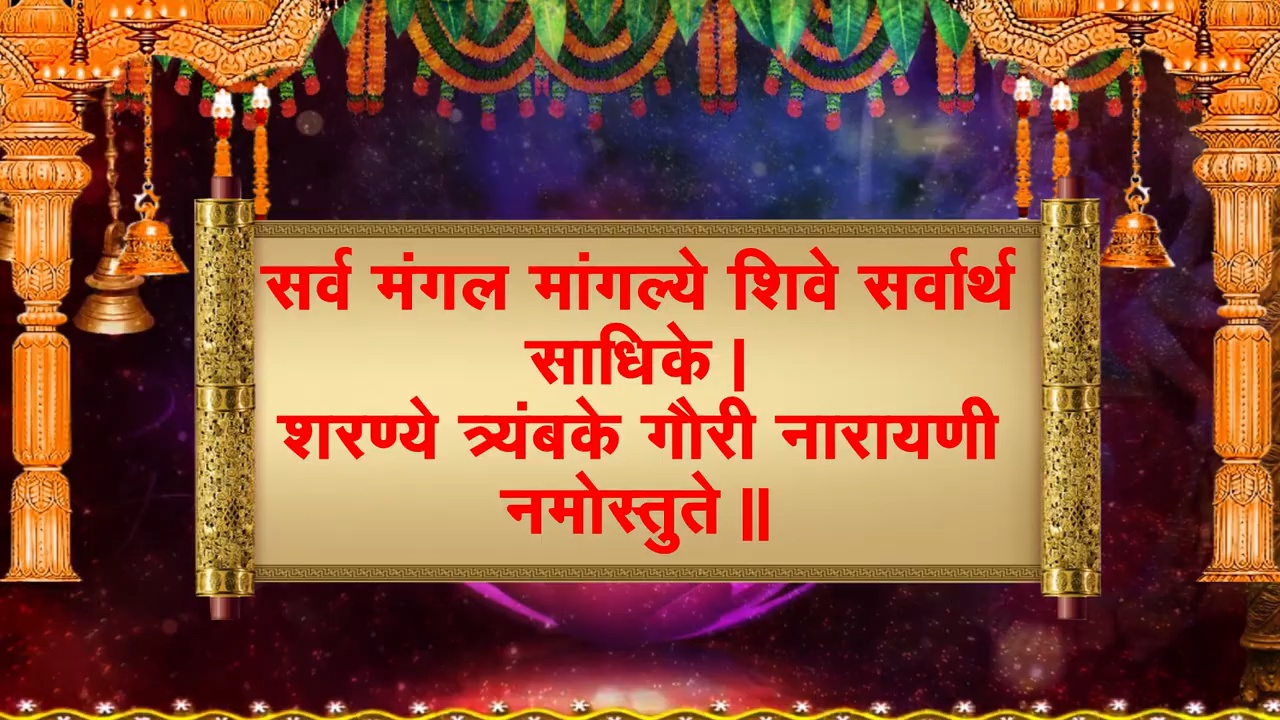 सर्व मंगल मांगल्ये शिवे सर्वार्थ
साधिके |
शरण्ये त्र्यंबके गौरी नारायणी
नमोस्तुते ||